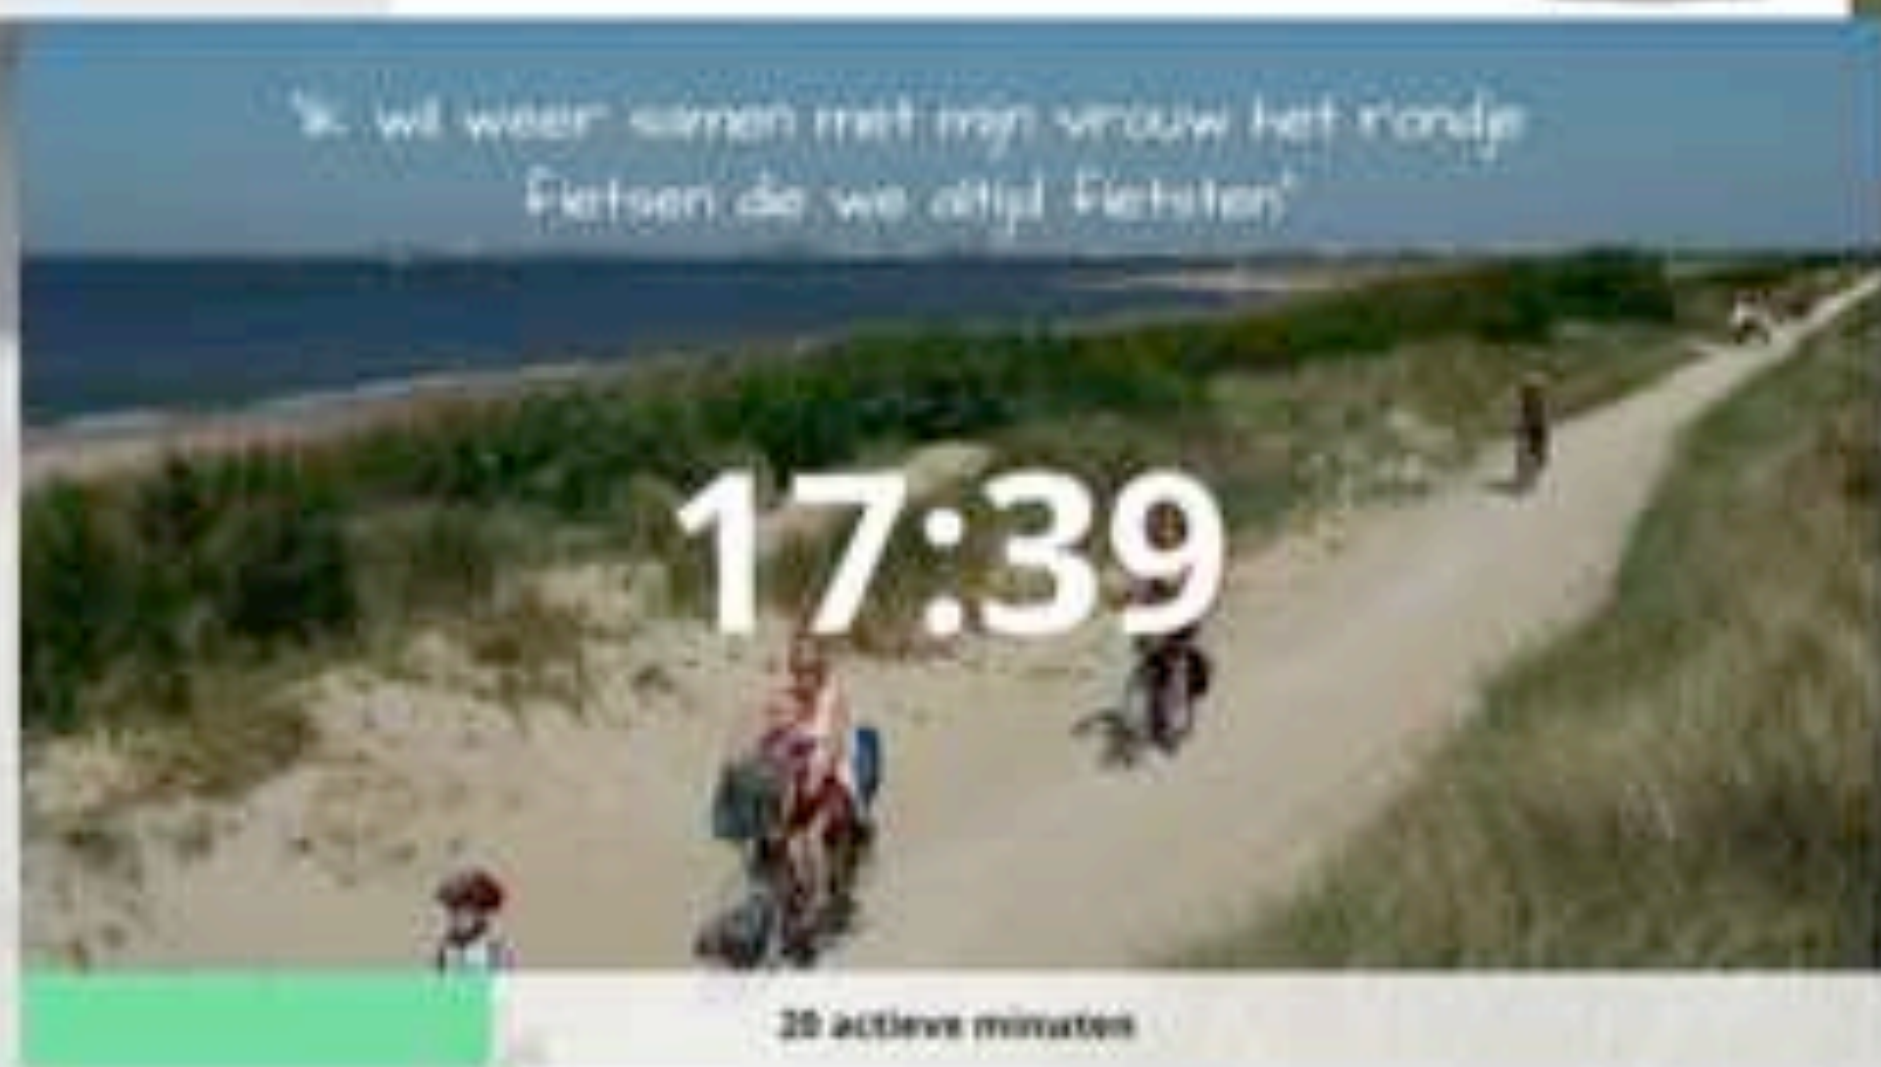 'Ik wil weer samen met mijn vrouw het rondje
fietsen die we altijd fietsten'
17:39
20 actieve minuten